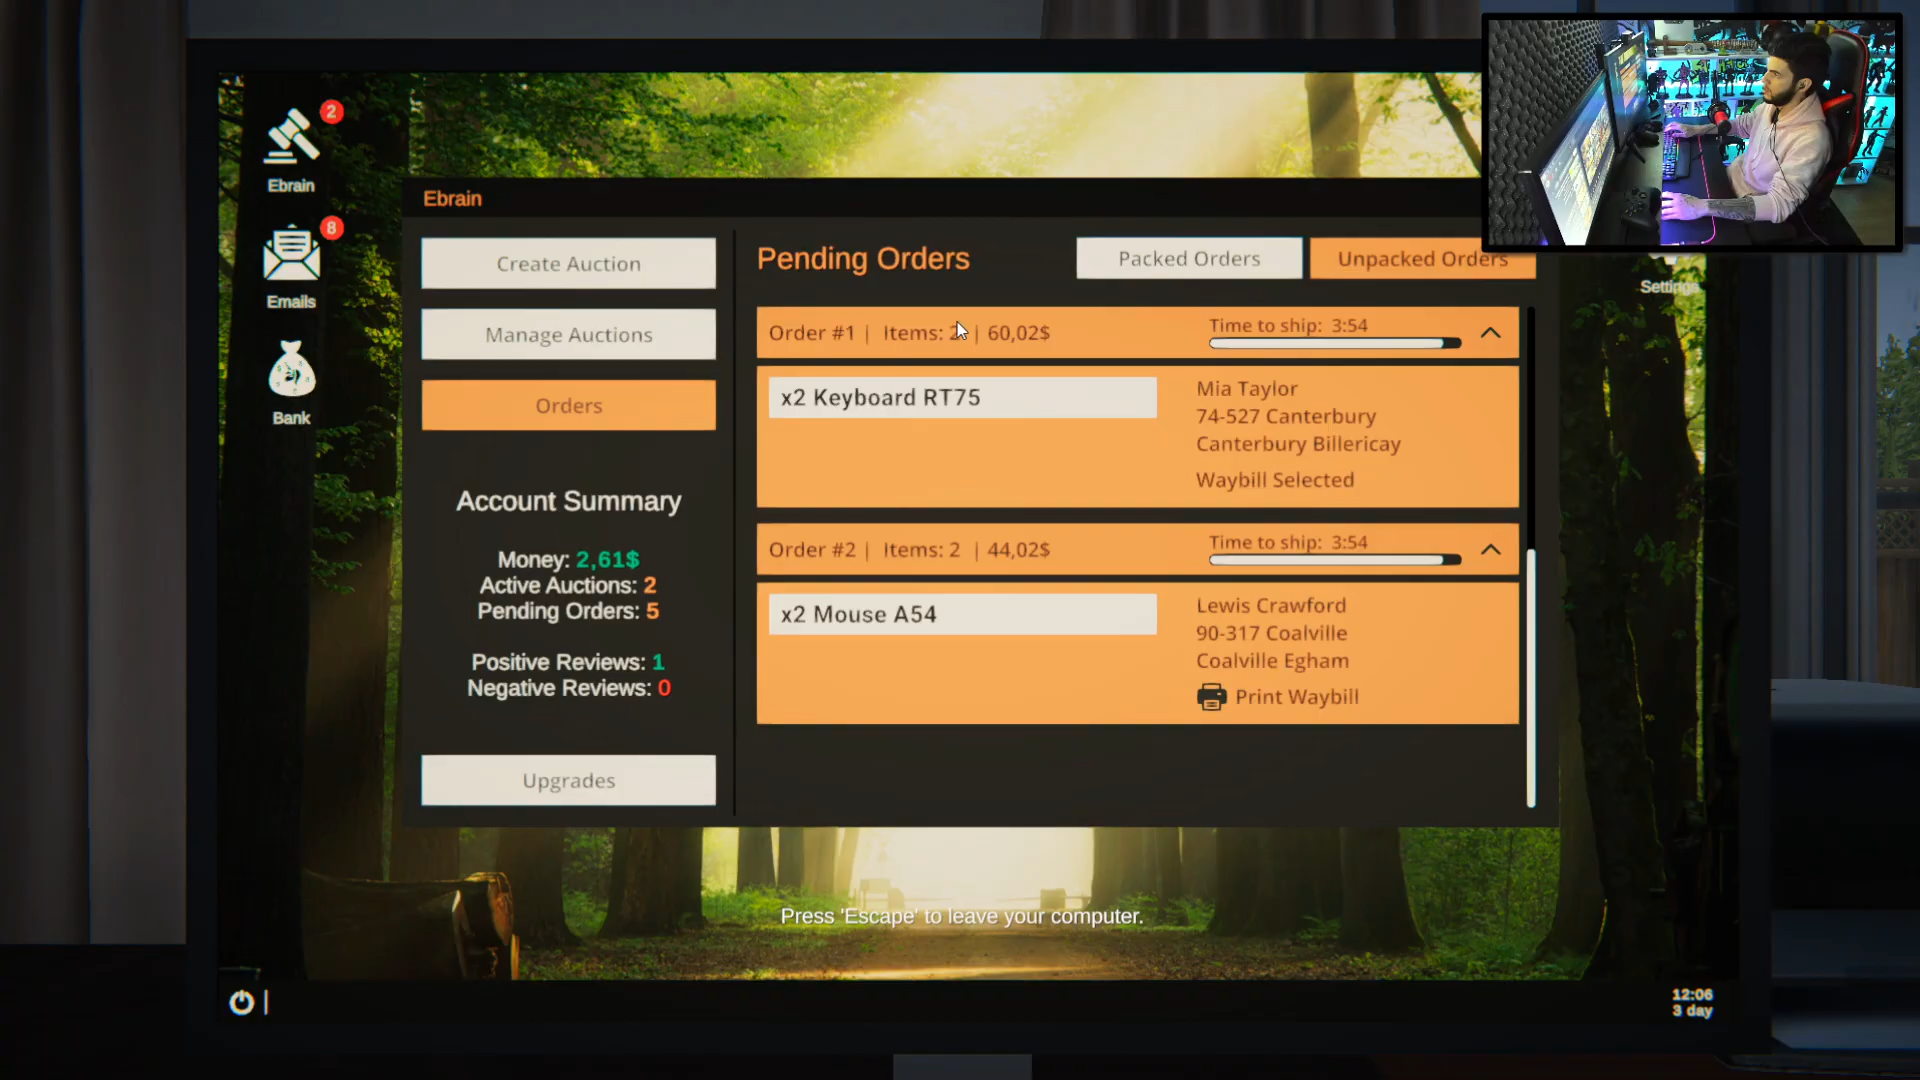 2
Ebrain
8
Emails
Bank
Ebrain
Create Auction
Manage Auctions
Orders
Account Summary
Money: 2,61$
Active Auctions: 2
Pending Orders: 5
Positive Reviews: 1
Negative Reviews: 0
Upgrades
Pending Orders
Packed Orders
Unpacked Orders
Order #1 | Items: 2 | 60,02$
Time to ship: 3:54
x2 Keyboard RT75
Mia Taylor
74-527 Canterbury
Canterbury Billericay
Waybill Selected
Order #2 | Items: 2 | 44,02$
Time to ship: 3:54
x2 Mouse A54
Lewis Crawford
90-317 Coalville
Coalville Egham
Print Waybill
Settings
Press 'Escape' to leave your computer.
12:06
3 day